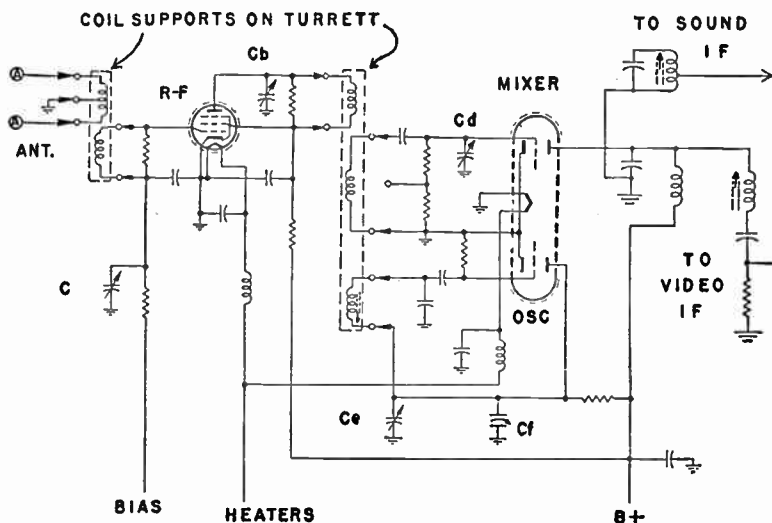 COIL SUPPORTS ON TURRETT
TO SOUND
IF
Cb
R-F
MIXER
A
A
ANT.
Cd
C
TO
VIDEO
IF
OSC
Ce
Cf
BIAS
HEATERS
B+